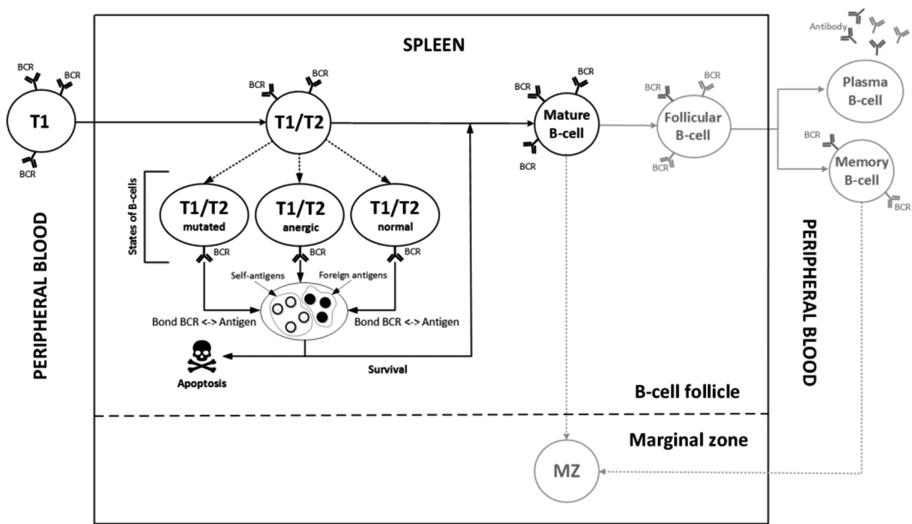 SPLEEN
Antibody
BCR
BCR
T1
BCR
BCR
BCR
T1/T2
BCR
BCR
Mature
B-cell
BCR
BCR
BCR
Follicular
B-cell
BCR
Plasma
B-cell
BCR
Memory
B-cell
BCR
States of B-cells
T1/T2
mutated
T1/T2
anergic
T1/T2
normal
BCR
BCR
BCR
Self-antigens
Foreign antigens
Bond BCR <-> Antigen
Bond BCR <-> Antigen
Apoptosis
Survival
PERIPHERAL BLOOD
PERIPHERAL BLOOD
B-cell follicle
Marginal zone
MZ